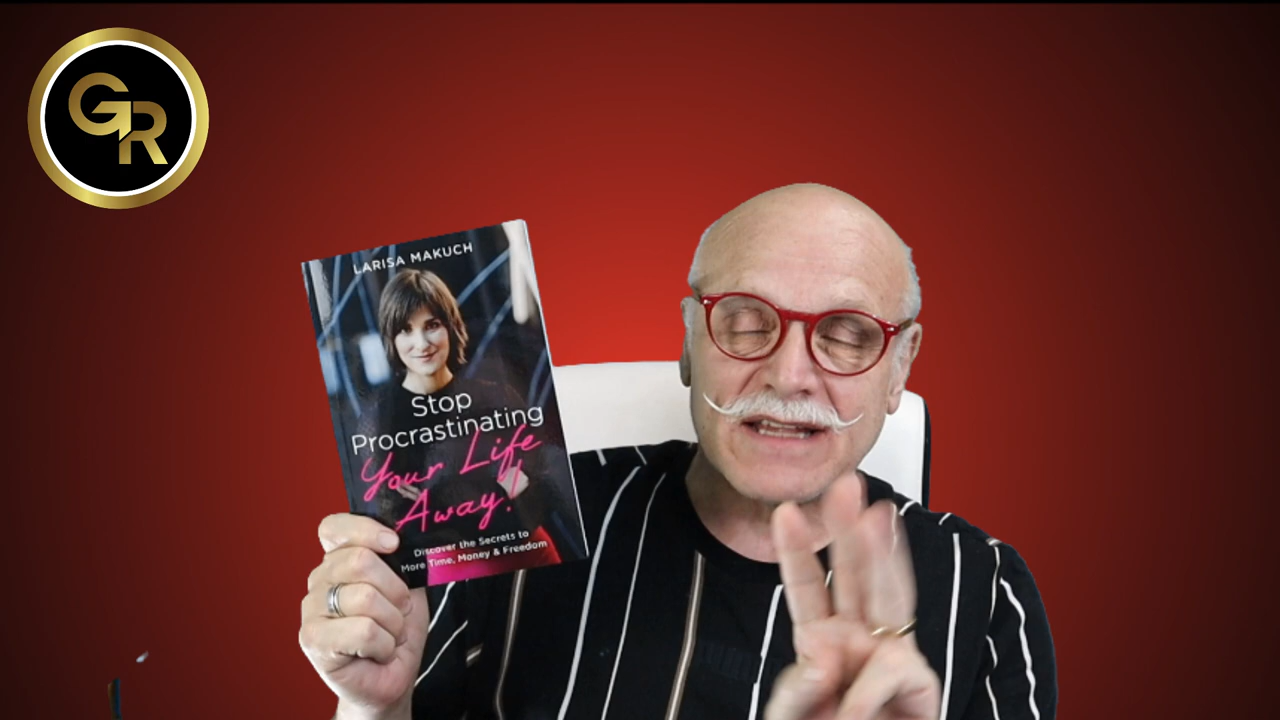 GR
LARISA MAKUCH
Stop
Procrastinating
Your Life
Away!
Discover the Secrets to
More Time, Money & Freedom